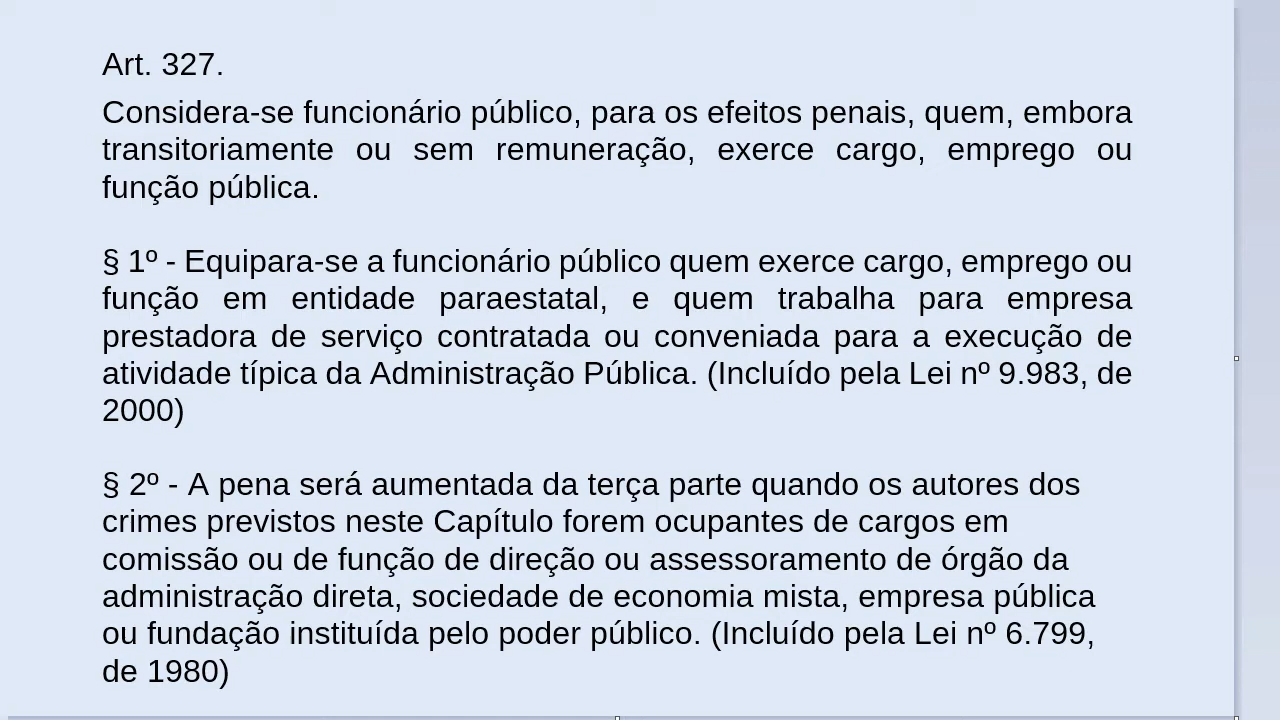 Art. 327.
Considera-se funcionário público, para os efeitos penais, quem, embora
transitoriamente ou sem remuneração, exerce cargo, emprego ou
função pública.
§ 1º - Equipara-se a funcionário público quem exerce cargo, emprego ou
função em entidade paraestatal, e quem trabalha para empresa
prestadora de serviço contratada ou conveniada para a execução de
atividade típica da Administração Pública. (Incluído pela Lei nº 9.983, de
2000)
§ 2º - A pena será aumentada da terça parte quando os autores dos
crimes previstos neste Capítulo forem ocupantes de cargos em
comissão ou de função de direção ou assessoramento de órgão da
administração direta, sociedade de economia mista, empresa pública
ou fundação instituída pelo poder público. (Incluído pela Lei nº 6.799,
de 1980)